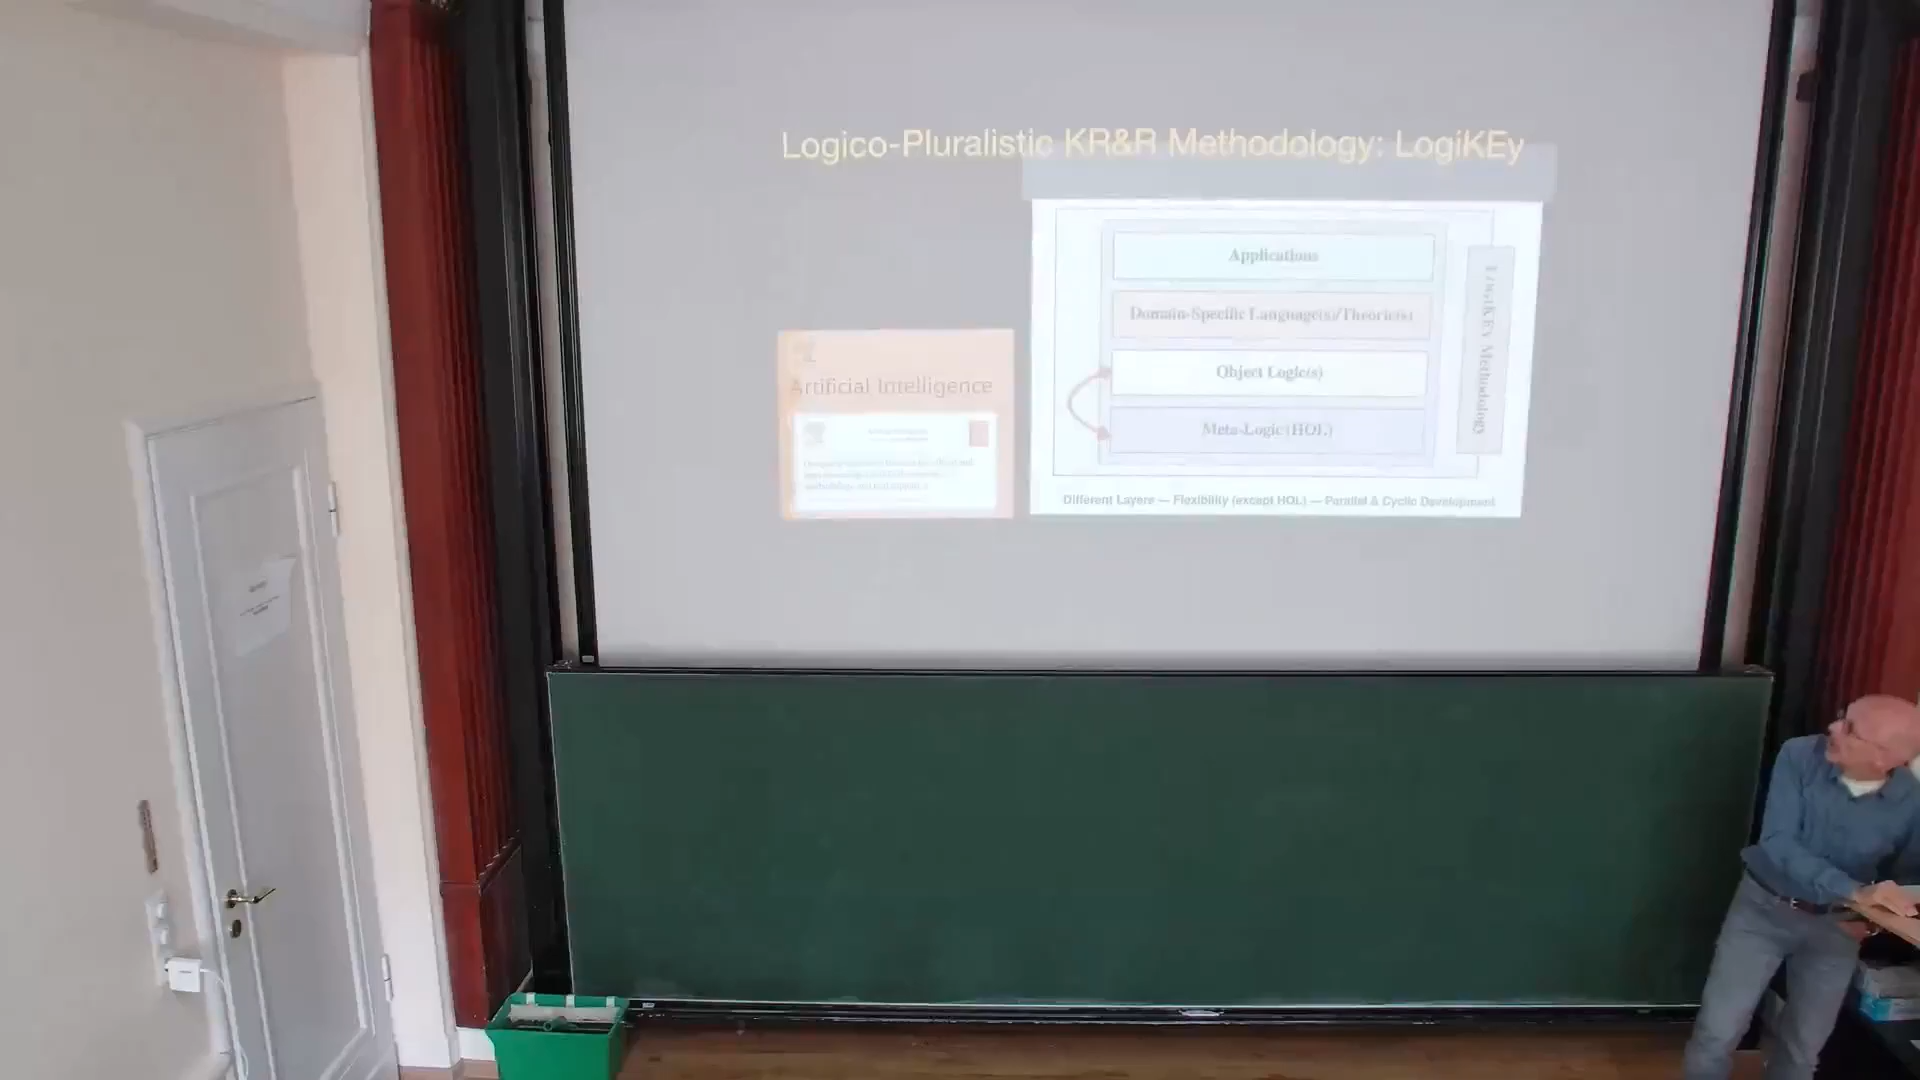 Logico-Pluralistic KR&R Methodology: LogiKEy
Applications
Domain-Specific Language(s)/Theorie(s)
Object Logic(s)
Meta-Logic (HOL)
LogiKEy Methodology
Different Layers — Flexibility (except HOL) — Parallel & Cyclic Development
Artificial Intelligence